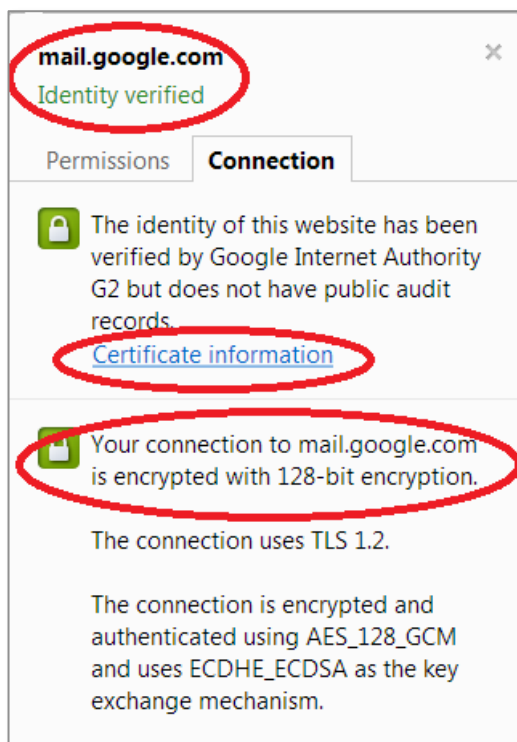 mail.google.com
Identity verified
Permissions Connection
The identity of this website has been
verified by Google Internet Authority
G2 but does not have public audit
records.
Certificate information
Your connection to mail.google.com
is encrypted with 128-bit encryption.
The connection uses TLS 1.2.
The connection is encrypted and
authenticated using AES_128_GCM
and uses ECDHE_ECDSA as the key
exchange mechanism.